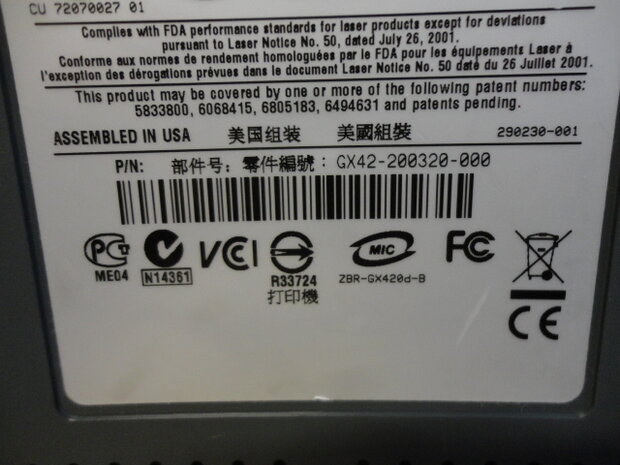 CU 72070027 01
Complies with FDA performance standards for laser products except for deviations
pursuant to Laser Notice No. 50, dated July 26, 2001.
Conforme aux normes de rendement homologuées par le FDA pour les équipements Laser à
l'exception des dérogations prévues dans le document Laser Notice No. 50 daté du 26 Juillet 2001.
This product may be covered by one or more of the following patent numbers:
5833800, 6068415, 6805183, 6494631 and patents pending.
ASSEMBLED IN USA 美国组装 美國組裝 290230-001
P/N: 部件号: 零件編號: GX42-200320-000
PC VCCI MIC FC
ME04 N14361 R33724 ZBR-GX420d-B
打印機
CE